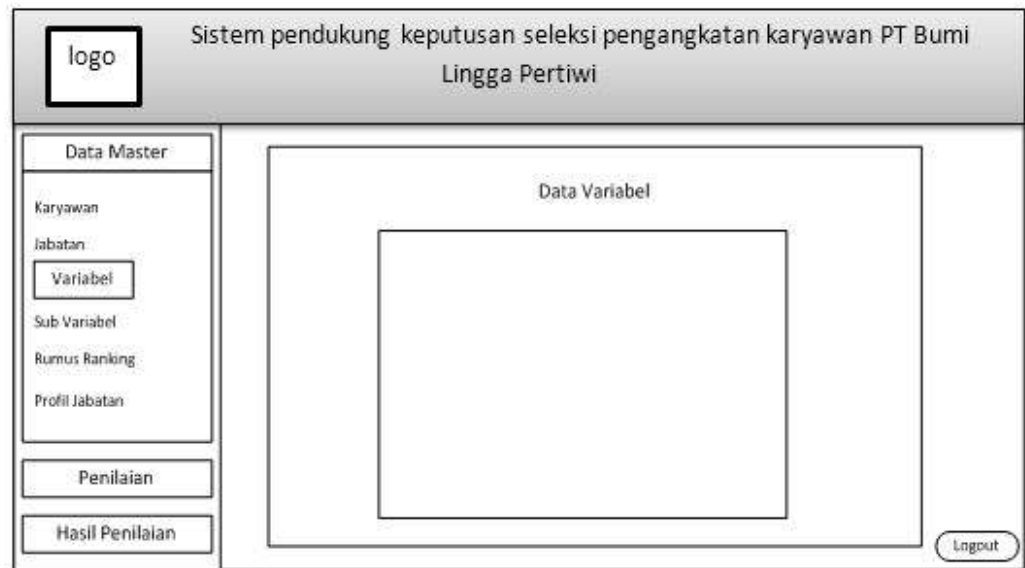 logo
Sistem pendukung keputusan seleksi pengangkatan karyawan PT Bumi
Lingga Pertiwi
Data Master
Karyawan
Jabatan
Variabel
Sub Variabel
Rumus Ranking
Profil Jabatan
Penilaian
Hasil Penilaian
Data Variabel
Logout